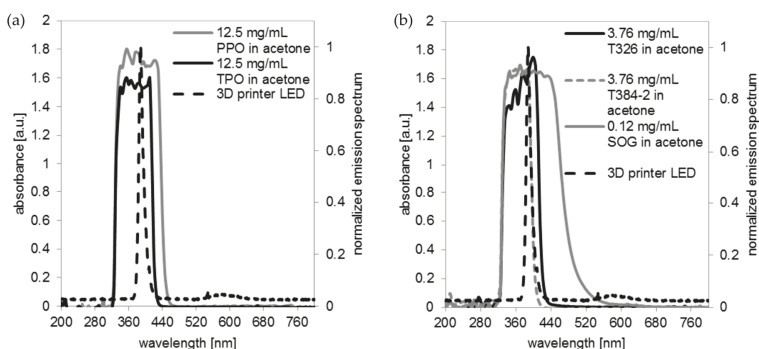 (a)
absorbance [a.u.]
2
1.8
1.6
1.4
1.2
1
0.8
0.6
0.4
0.2
0
12.5 mg/mL
PPO in acetone
12.5 mg/mL
TPO in acetone
3D printer LED
1
0.8
0.6
0.4
0.2
0
normalized emission spectrum
200 280 360 440 520 600 680 760
wavelength [nm]
(b)
absorbance [a.u.]
2
1.8
1.6
1.4
1.2
1
0.8
0.6
0.4
0.2
0
3.76 mg/mL
T326 in acetone
3.76 mg/mL
T384-2 in
acetone
0.12 mg/mL
SOG in acetone
3D printer LED
1
0.8
0.6
0.4
0.2
0
normalized emission spectrum
200 280 360 440 520 600 680 760
wavelength [nm]